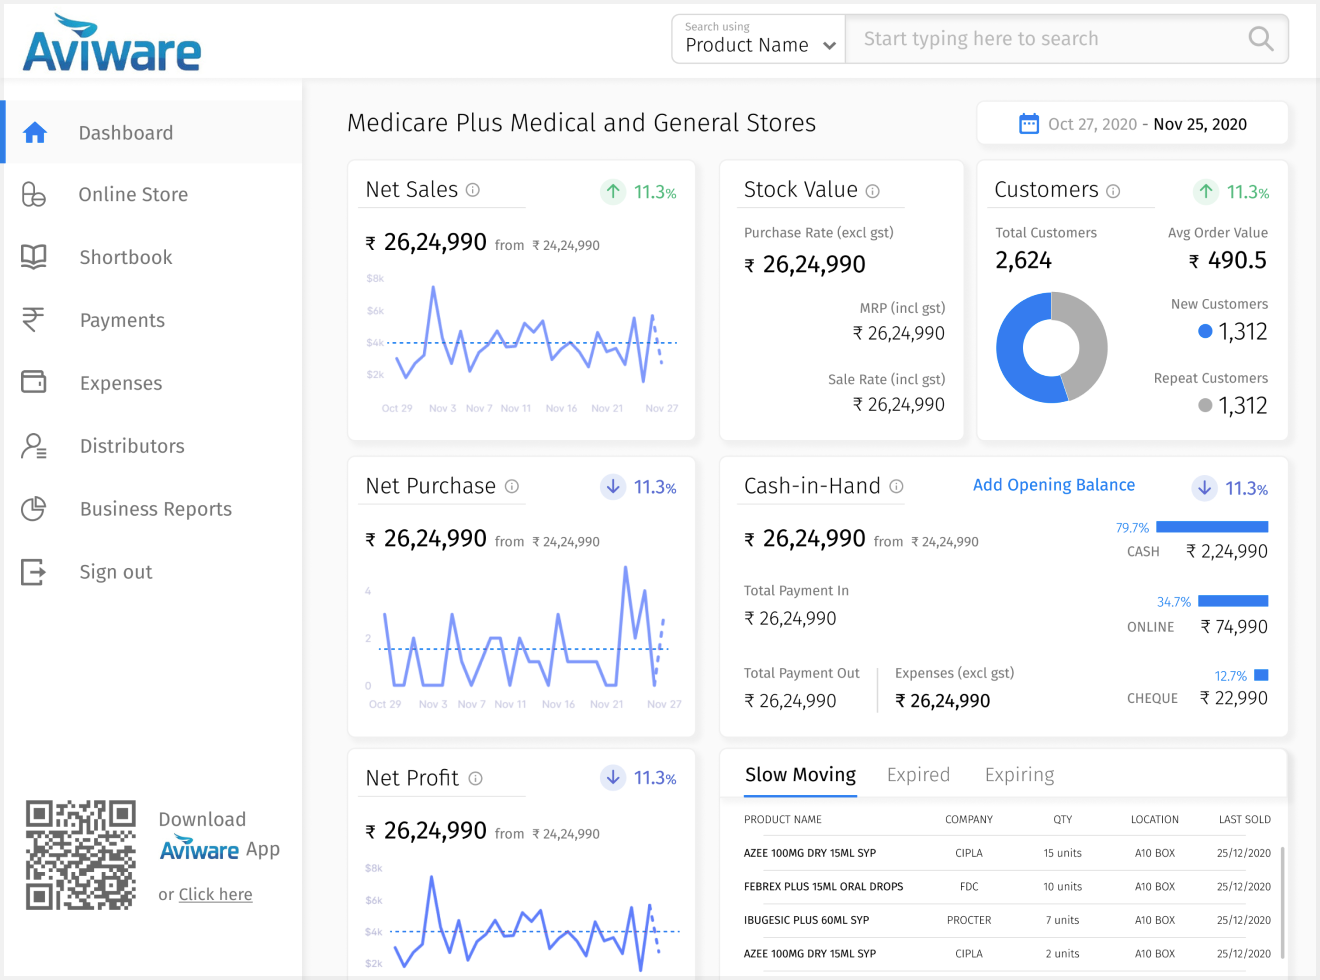 Aviware
Search using
Product Name
Start typing here to search
Dashboard
Online Store
Shortbook
Payments
Expenses
Distributors
Business Reports
Sign out
Download
Aviware App
or Click here
Medicare Plus Medical and General Stores
Oct 27, 2020 - Nov 25, 2020
Net Sales
11.3%
₹ 26,24,990 from ₹ 24,24,990
$8k
$6k
$4k
$2k
Oct 29 Nov 3 Nov 7 Nov 11 Nov 16 Nov 21 Nov 27
Stock Value
Purchase Rate (excl gst)
₹ 26,24,990
MRP (incl gst)
₹ 26,24,990
Sale Rate (incl gst)
₹ 26,24,990
Customers
11.3%
Total Customers
2,624
Avg Order Value
₹ 490.5
New Customers
1,312
Repeat Customers
1,312
Net Purchase
11.3%
₹ 26,24,990 from ₹ 24,24,990
4
2
0
Oct 29 Nov 3 Nov 7 Nov 11 Nov 16 Nov 21 Nov 27
Cash-in-Hand
Add Opening Balance
11.3%
₹ 26,24,990 from ₹ 24,24,990
Total Payment In
₹ 26,24,990
Total Payment Out
₹ 26,24,990
Expenses (excl gst)
₹ 26,24,990
79.7%
CASH ₹ 2,24,990
34.7%
ONLINE ₹ 74,990
12.7%
CHEQUE ₹ 22,990
Net Profit
11.3%
₹ 26,24,990 from ₹ 24,24,990
$8k
$6k
$4k
$2k
Slow Moving Expired Expiring
PRODUCT NAME COMPANY QTY LOCATION LAST SOLD
AZEE 100MG DRY 15ML SYP CIPLA 15 units A10 BOX 25/12/2020
FEBREX PLUS 15ML ORAL DROPS FDC 10 units A10 BOX 25/12/2020
IBUGESIC PLUS 60ML SYP PROCTER 7 units A10 BOX 25/12/2020
AZEE 100MG DRY 15ML SYP CIPLA 2 units A10 BOX 25/12/2020